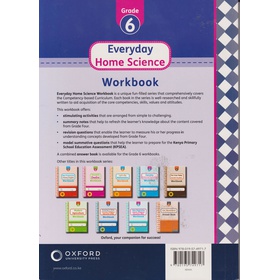 Grade
6
Everyday
Home Science
Workbook
Everyday Home Science Workbook is a unique fun-filled series that comprehensively covers
the Competency-Based Curriculum. Each book in the series is well researched and skillfully
written to aid acquisition of the core competencies, skills, values and attitudes.
This workbook offers:
• stimulating activities that are arranged from simple to challenging.
• summary notes that help to refresh the learner's knowledge about the content covered
from Grade Four.
• revision questions that enable the learner to measure his or her progress in
understanding concepts developed from Grade Four.
• model summative questions that help the learner to prepare for the Kenya Primary
School Education Assessment (KPSEA).
A combined answer book is available for the Grade 6 workbooks.
Other titles in this workbook series:
Oxford, your companion for success!
OXFORD
UNIVERSITY PRESS
www.oxford.co.ke